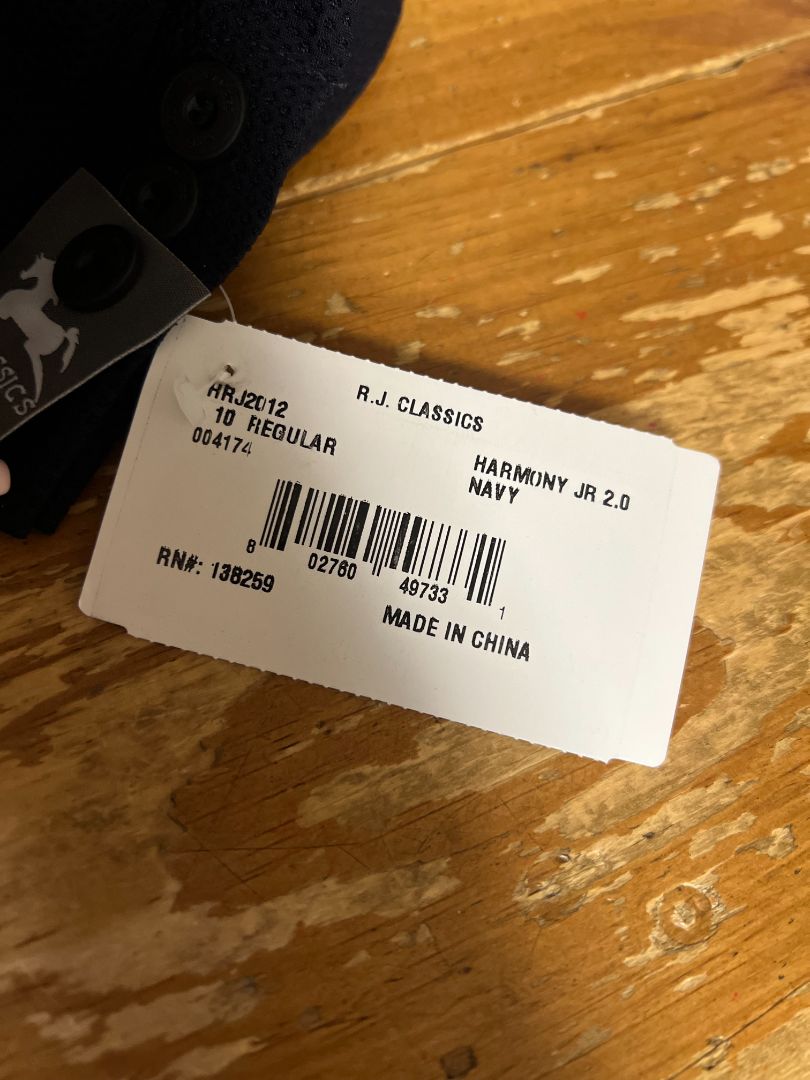 HRJ2012
R.J. CLASSICS
10 REGULAR
004174
HARMONY JR 2.0
NAVY
8 02760 49733 1
RN#: 138259
MADE IN CHINA
SSICS